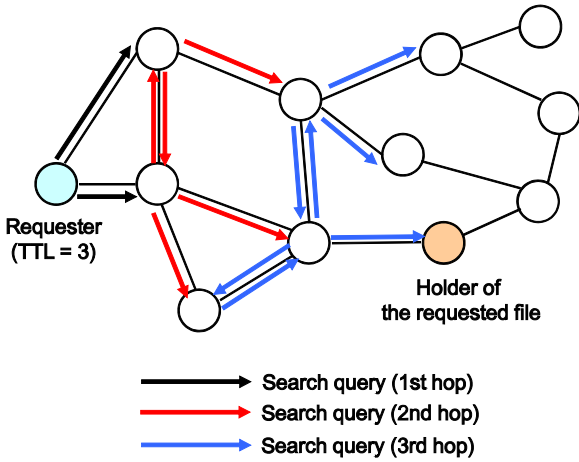 Requester
(TTL = 3)
Holder of
the requested file
Search query (1st hop)
Search query (2nd hop)
Search query (3rd hop)